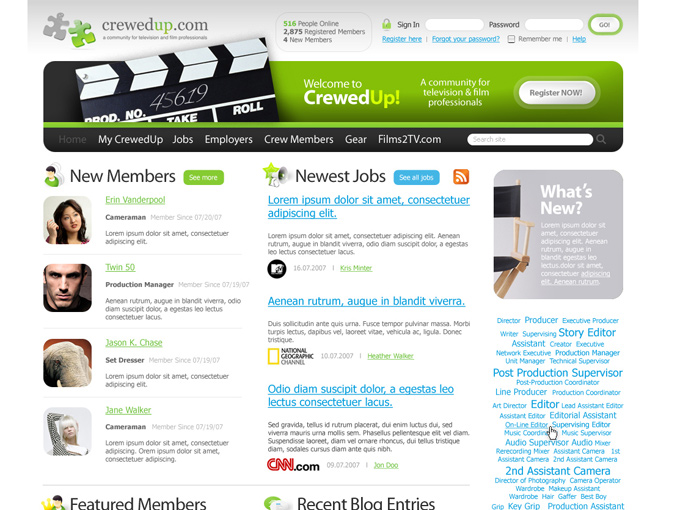 crewedup.com
a community for television and film professionals
516 People Online
2,875 Registered Members
4 New Members
Sign In
Password
GO!
Register here | Forgot your password?
Remember me | Help
PROD. NO. 45619
TAKE
ROLL
Welcome to
CrewedUp!
A community for
television & film
professionals
Register NOW!
Home My CrewedUp Jobs Employers Crew Members Gear Films2TV.com
Search site
New Members
See more
Erin Vanderpool
Cameraman Member Since 07/20/07
Lorem ipsum dolor sit amet, consectetuer
adipiscing elit.
Twin 50
Production Manager Member Since 07/19/07
Aenean rutrum, augue in blandit viverra, odio
diam suscipit dolor, a egestas leo lectus
consectetuer lacus.
Jason K. Chase
Set Dresser Member Since 07/19/07
Lorem ipsum dolor sit amet, consectetuer
adipiscing elit.
Jane Walker
Cameraman Member Since 07/19/07
Lorem ipsum dolor sit amet, consectetuer
adipiscing.
Newest Jobs
See all jobs
Lorem ipsum dolor sit amet, consectetuer
adipiscing elit.
Lorem ipsum dolor sit amet, consectetuer adipiscing elit. Aenean
rutrum, augue in blandit viverra, odio diam suscipit dolor, a egestas
leo lectus consectetuer lacus.
MTV
16.07.2007 | Kris Minter
Aenean rutrum, augue in blandit viverra.
Duis sollicitudin ante quis urna. Fusce tempor pulvinar massa. Morbi
turpis lectus, dapibus vel, laoreet vitae, vehicula ac, ligula. Donec
tristique.
NATIONAL
GEOGRAPHIC
CHANNEL
10.07.2007 | Heather Walker
Odio diam suscipit dolor, a egestas leo
lectus consectetuer lacus.
Sed gravida, tellus id rutrum placerat, dui enim luctus dui, sed
viverra mauris urna mollis sem. Phasellus pellentesque elit vel diam.
Suspendisse laoreet, diam vel ornare rhoncus, dui tellus tristique
diam, sodales cursus diam ante quis nibh.
CNN.com
09.07.2007 | Jon Doo
What's
New?
Lorem ipsum dolor sit
amet, consectetuer
adipiscing elit. Aenean
rutrum, augue in
blandit viverra.Lorem
ipsum dolor sit amet,
consectetuer adipiscing
elit. Aenean rutrum.
Director Producer Executive Producer
Writer Supervising Story Editor
Assistant Creator Executive
Network Executive Production Manager
Unit Manager Technical Supervisor
Post Production Supervisor
Post-Production Coordinator
Line Producer Production Coordinator
Art Director Editor Lead Assistant Editor
Assistant Editor Editorial Assistant
On-Line Editor Supervising Editor
Music Supervisor
Audio Supervisor Audio Mixer
Rerecording Mixer Assistant Camera 1st
Assistant Camera 2nd Assistant Camera
2nd Assistant Camera
Director of Photography Camera Operator
Wardrobe Makeup Assistant
Wardrobe Hair Gaffer Best Boy
Grip Key Grip Production Assistant
Featured Members
Recent Blog Entries